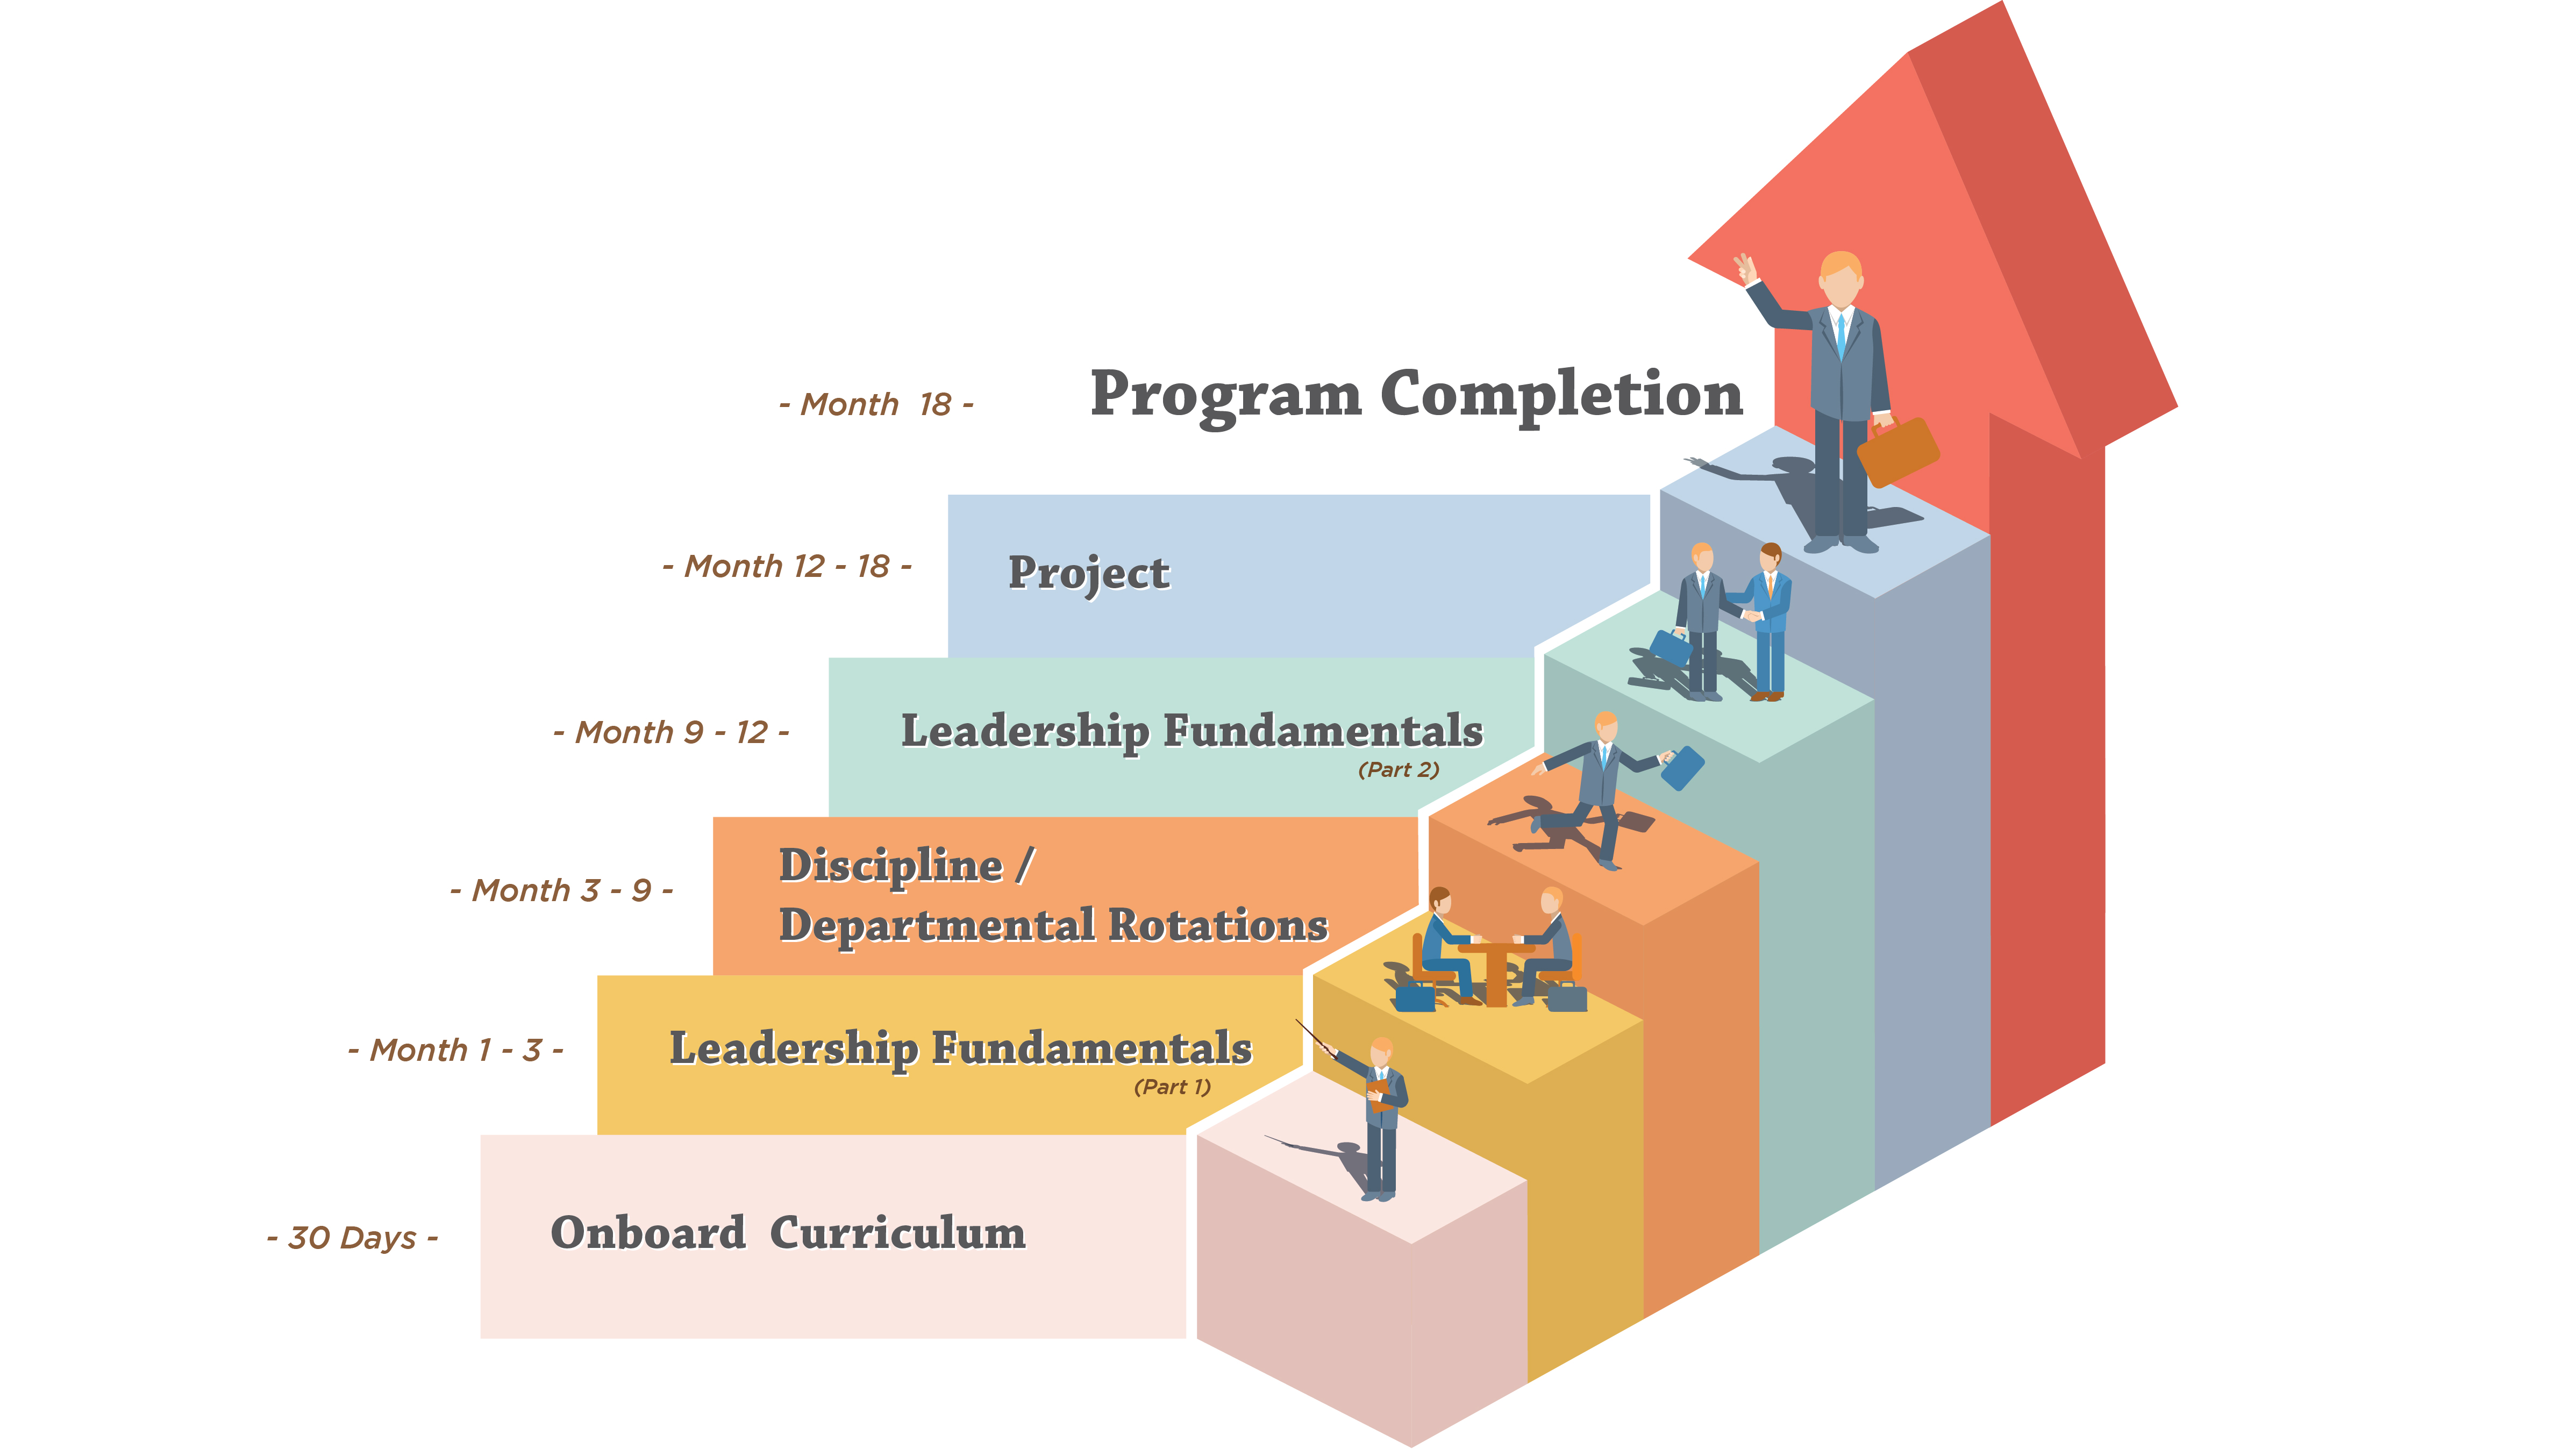 - Month 18 - Program Completion
- Month 12 - 18 - Project
- Month 9 - 12 - Leadership Fundamentals
(Part 2)
- Month 3 - 9 - Discipline /
Departmental Rotations
- Month 1 - 3 - Leadership Fundamentals
(Part 1)
- 30 Days - Onboard Curriculum